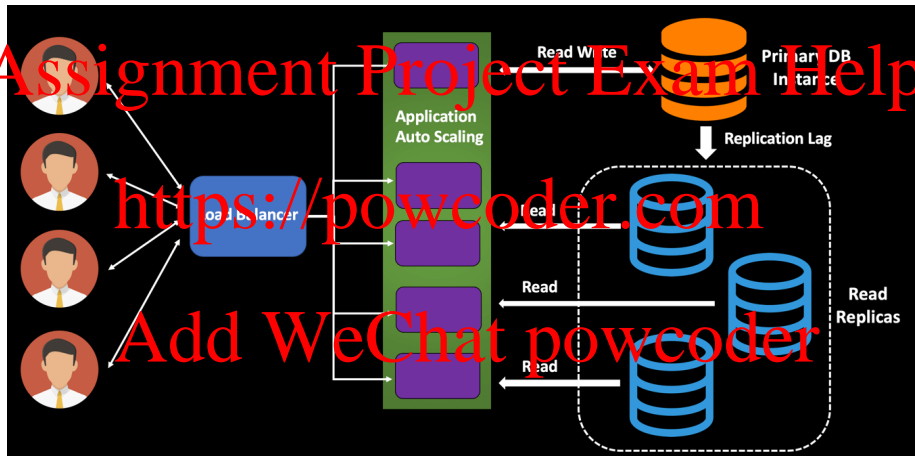 Assignment Project Exam Help
Read Write
Primary DB
Instance
Application
Auto Scaling
Replication Lag
https://powcoder.com
Load Balancer
Read
Read
Read
Replicas
Add WeChat powcoder
Read